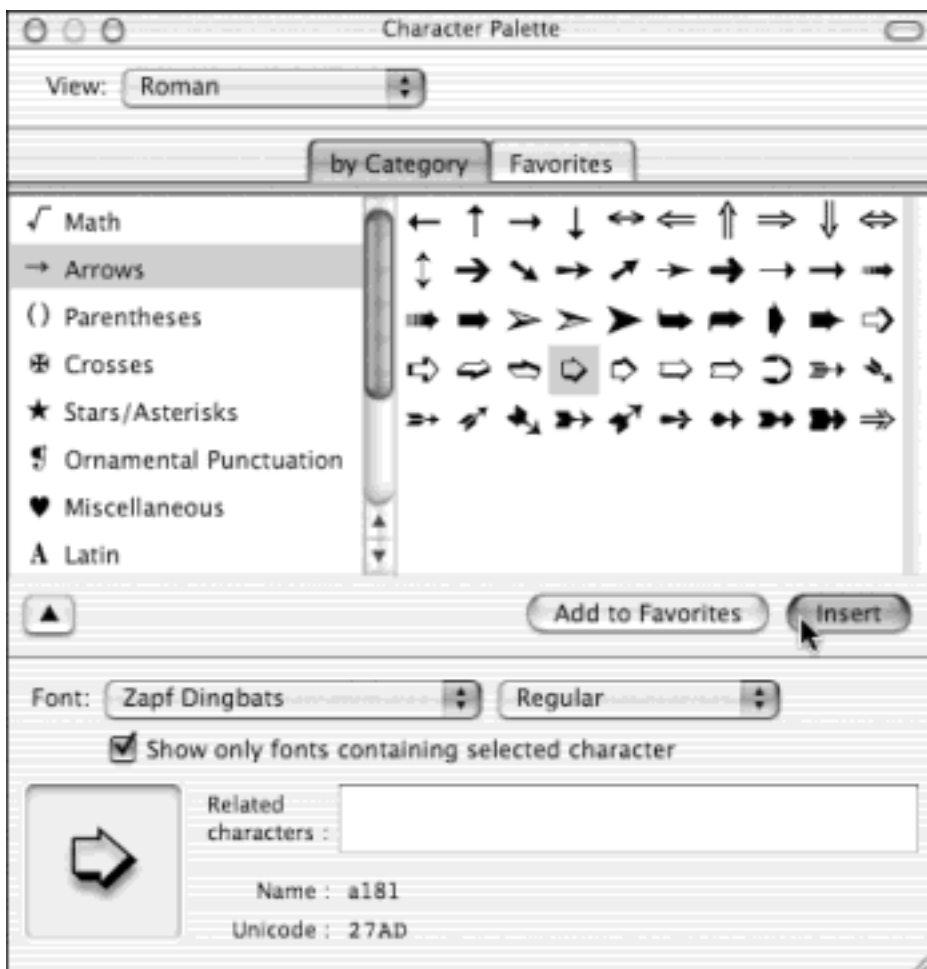 Character Palette
View: Roman
by Category Favorites
√ Math
→ Arrows
() Parentheses
✠ Crosses
★ Stars/Asterisks
❡ Ornamental Punctuation
♥ Miscellaneous
A Latin
Add to Favorites Insert
Font: Zapf Dingbats Regular
Show only fonts containing selected character
Related
characters :
Name : a181
Unicode : 27AD